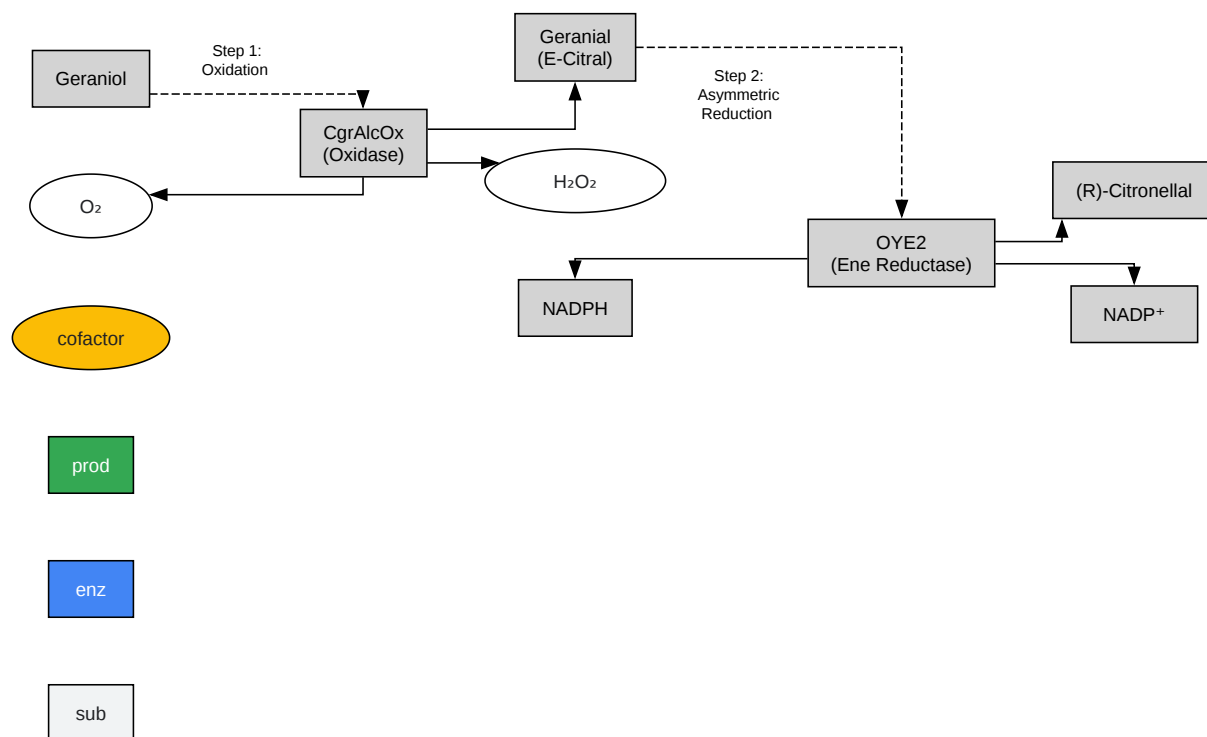 Geraniol
Step 1:
Oxidation
Geranial
(E-Citral)
Step 2:
Asymmetric
Reduction
CgrAlcOx
(Oxidase)
O₂
H₂O₂
(R)-Citronellal
OYE2
(Ene Reductase)
NADPH
NADP⁺
cofactor
prod
enz
sub